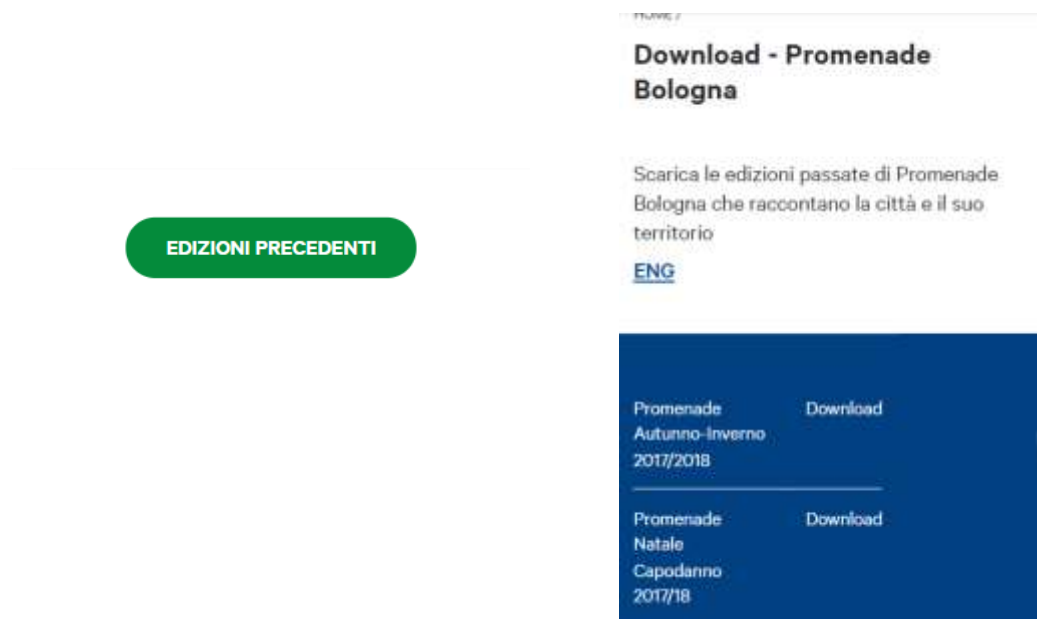 EDIZIONI PRECEDENTI
HOME /
Download - Promenade
Bologna
Scarica le edizioni passate di Promenade
Bologna che raccontano la città e il suo
territorio
ENG
Promenade Download
Autunno-Inverno
2017/2018
Promenade Download
Natale
Capodanno
2017/18